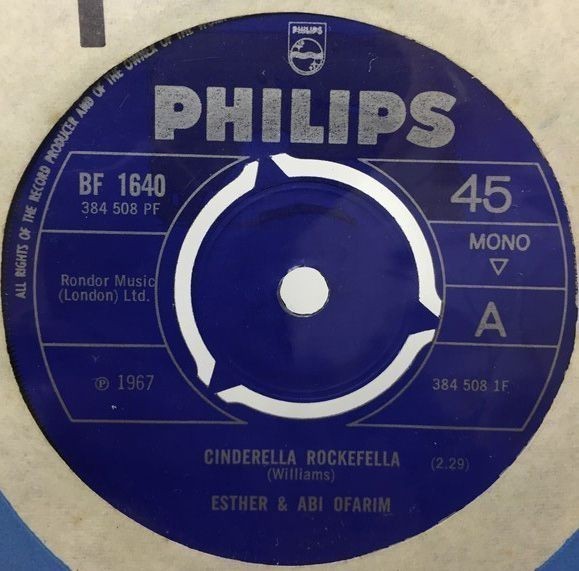 ALL RIGHTS OF THE RECORD PRODUCER AND OF THE OWNER OF THE
PHILIPS
PHILIPS
BF 1640
384 508 PF
45
MONO
Rondor Music
(London) Ltd.
A
℗ 1967
384 508 1F
CINDERELLA ROCKEFELLA (2.29)
(Williams)
ESTHER & ABI OFARIM